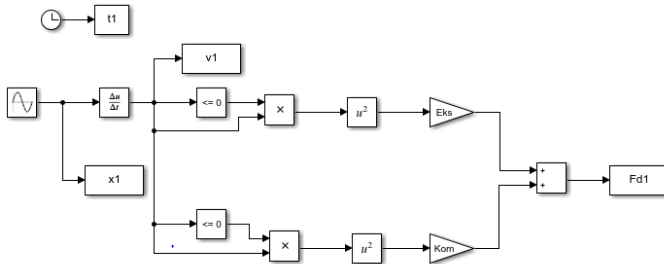 t1
v1
Δu
Δt
<= 0
×
u²
Eks
x1
+
+
Fd1
<= 0
×
u²
Kom